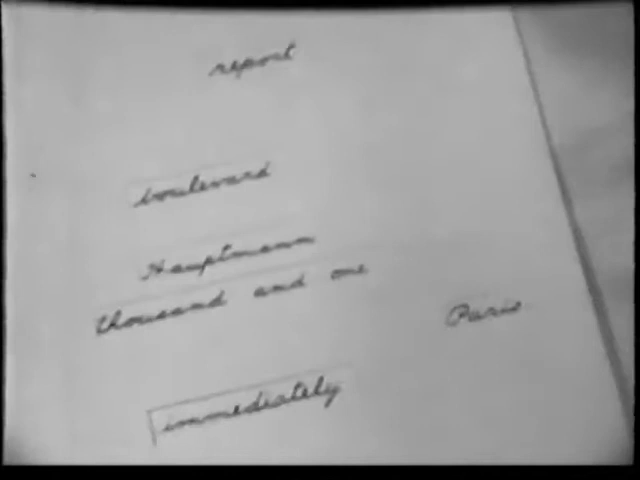 report
boulevard
Hauptmann
thousand and one
Paris
immediately